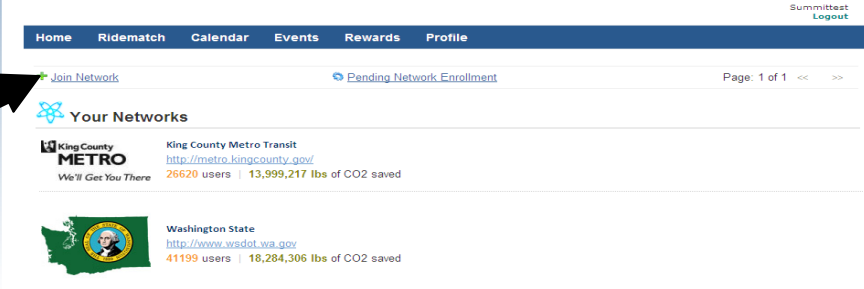 Summittest
Logout
Home Ridematch Calendar Events Rewards Profile
Join Network Pending Network Enrollment Page: 1 of 1 << >>
Your Networks
King County
METRO
We'll Get You There
King County Metro Transit
http://metro.kingcounty.gov/
26620 users | 13,999,217 lbs of CO2 saved
Washington State
http://www.wsdot.wa.gov
41199 users | 18,284,306 lbs of CO2 saved